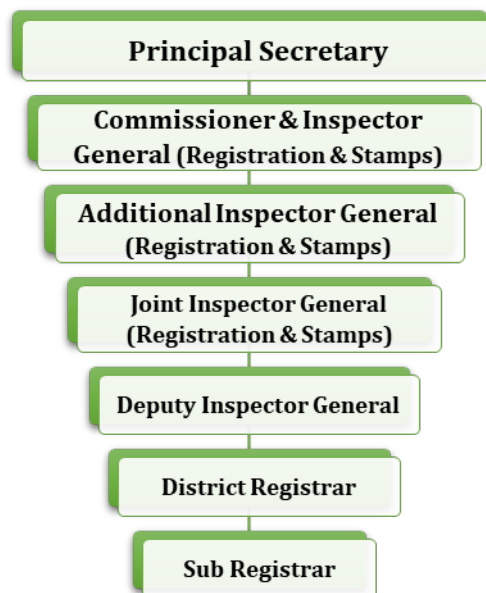 Principal Secretary
Commissioner & Inspector
General (Registration & Stamps)
Additional Inspector General
(Registration & Stamps)
Joint Inspector General
(Registration & Stamps)
Deputy Inspector General
District Registrar
Sub Registrar